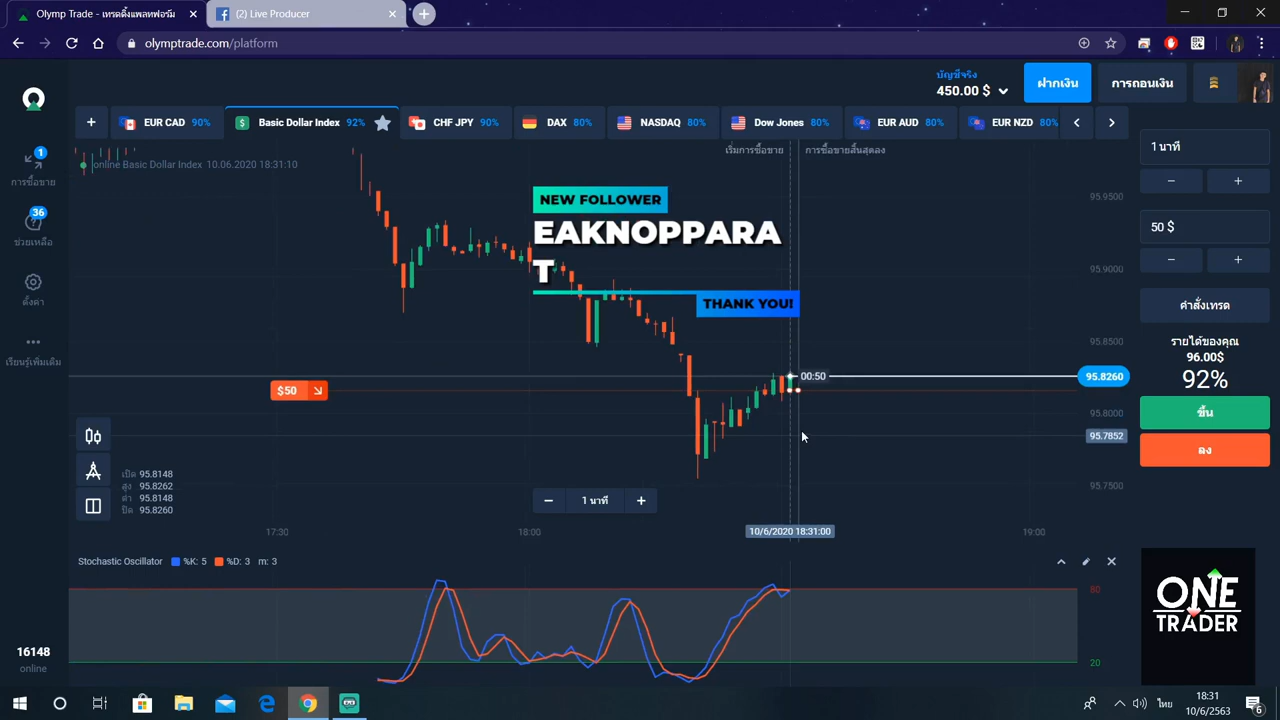 Olymp Trade - เทรดดิ้งแพลทฟอร์ม
(2) Live Producer
olymptrade.com/platform
บัญชีจริง
450.00 $
ฝากเงิน
การถอนเงิน
EUR CAD 90%
Basic Dollar Index 92%
CHF JPY 90%
DAX 80%
NASDAQ 80%
Dow Jones 80%
EUR AUD 80%
EUR NZD 80%
online Basic Dollar Index 10.06.2020 18:31:10
เริ่มการซื้อขาย
การซื้อขายสิ้นสุดลง
1
การซื้อขาย
36
ช่วยเหลือ
ตั้งค่า
เรียนรู้เพิ่มเติม
NEW FOLLOWER
EAKNOPPARA
T
THANK YOU!
95.9500
95.9000
95.8500
95.8260
95.8000
95.7852
95.7500
00:50
$50
เปิด 95.8148
สูง 95.8262
ต่ำ 95.8148
ปิด 95.8260
1 นาที
17:30
18:00
10/6/2020 18:31:00
19:00
Stochastic Oscillator %K: 5 %D: 3 m: 3
80
20
1 นาที
50 $
คำสั่งเทรด
รายได้ของคุณ
96.00$
92%
ขึ้น
ลง
ONE
TRADER
16148
online
ไทย
18:31
10/6/2563
6